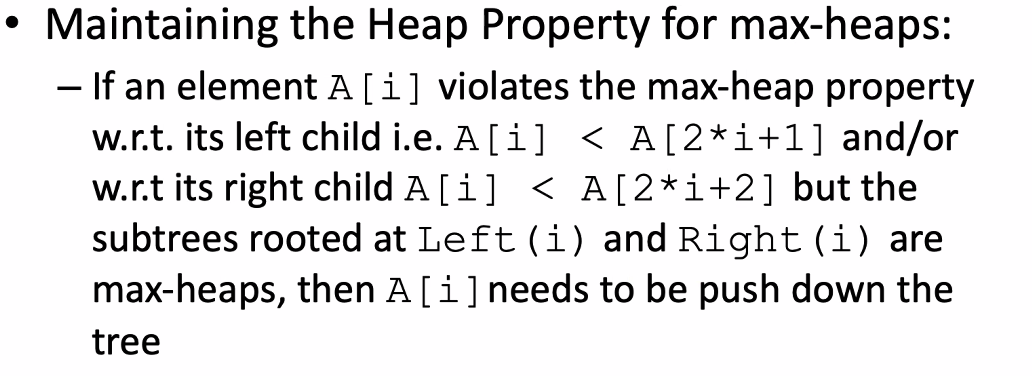 • Maintaining the Heap Property for max-heaps:
– If an element A[i] violates the max-heap property
w.r.t. its left child i.e. A[i] < A[2*i+1] and/or
w.r.t its right child A[i] < A[2*i+2] but the
subtrees rooted at Left(i) and Right(i) are
max-heaps, then A[i] needs to be push down the
tree